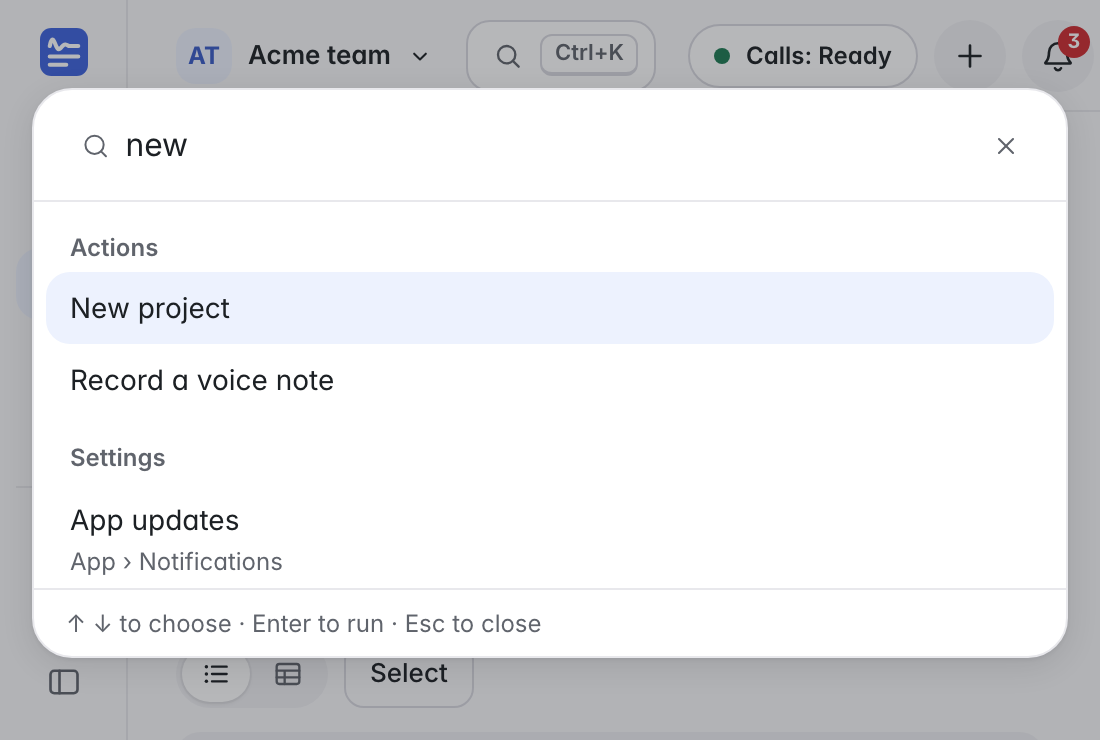 AT Acme team Ctrl+K Calls: Ready 3
new
Actions
New project
Record a voice note
Settings
App updates
App › Notifications
↑ ↓ to choose · Enter to run · Esc to close
Select